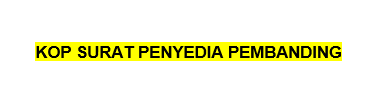 KOP SURAT PENYEDIA PEMBANDING